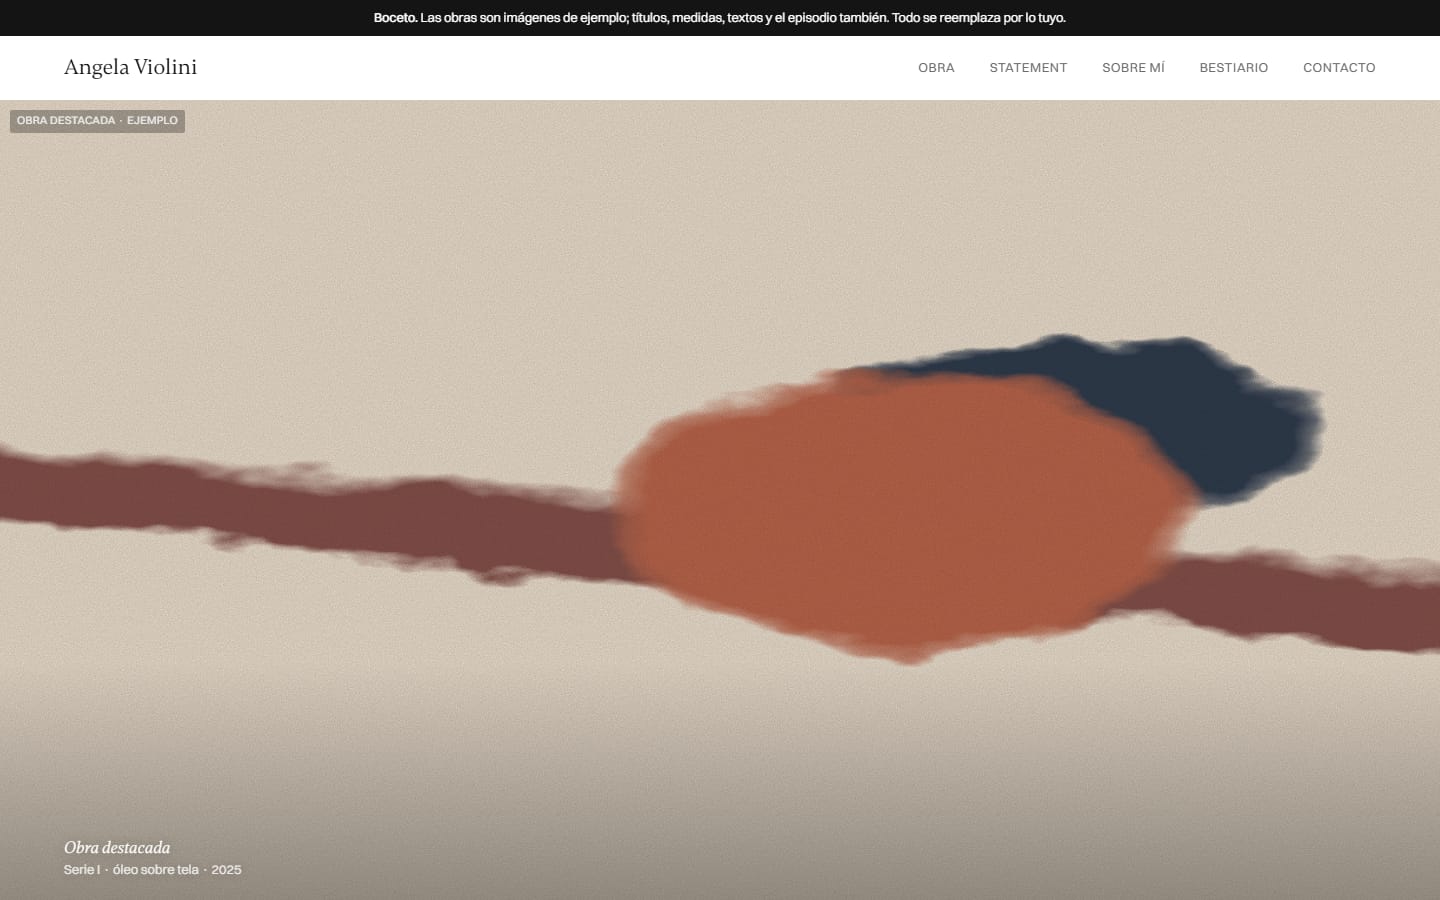 Boceto. Las obras son imágenes de ejemplo; títulos, medidas, textos y el episodio también. Todo se reemplaza por lo tuyo.
Angela Violini
OBRA STATEMENT SOBRE MÍ BESTIARIO CONTACTO
OBRA DESTACADA · EJEMPLO
Obra destacada
Serie I · óleo sobre tela · 2025